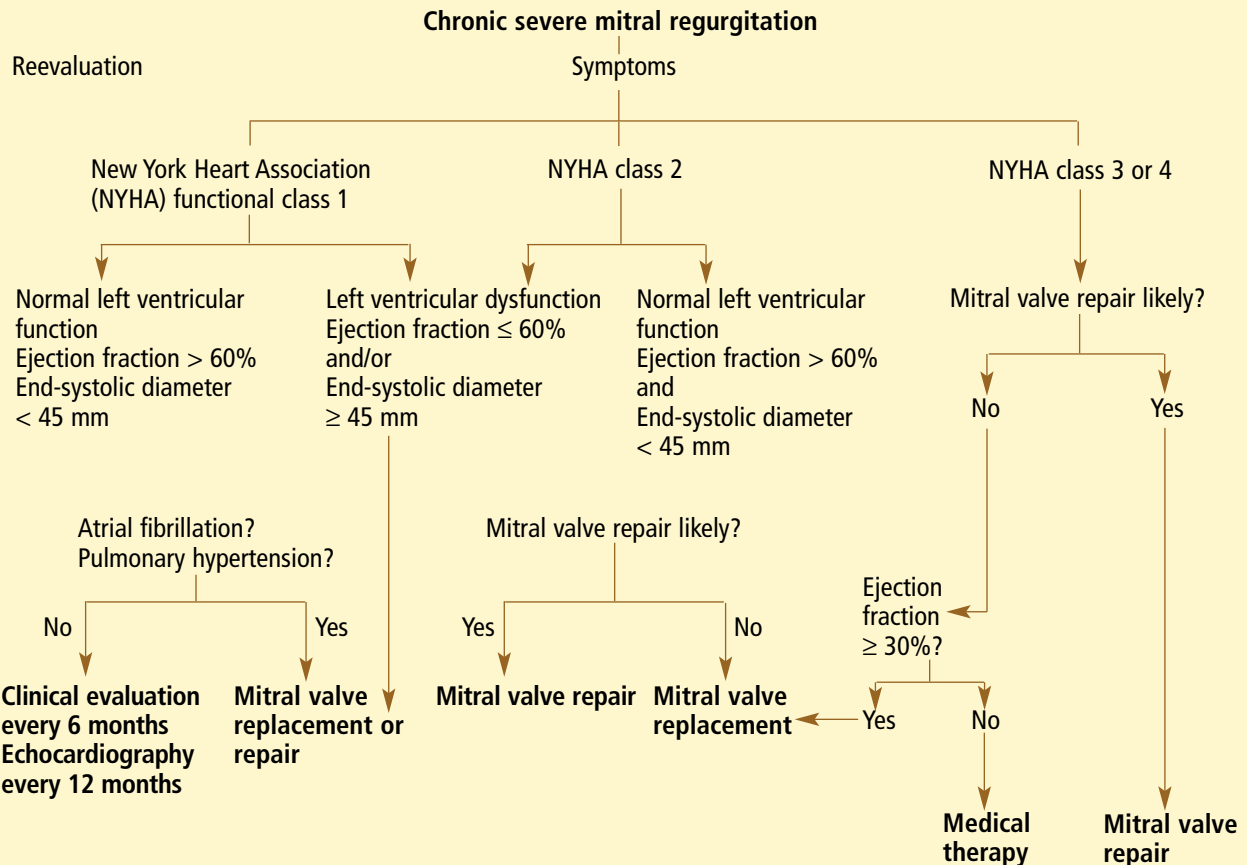 Chronic severe mitral regurgitation
Reevaluation
Symptoms
New York Heart Association
(NYHA) functional class 1
NYHA class 2
NYHA class 3 or 4
Normal left ventricular
function
Ejection fraction > 60%
End-systolic diameter
< 45 mm
Left ventricular dysfunction
Ejection fraction ≤ 60%
and/or
End-systolic diameter
≥ 45 mm
Normal left ventricular
function
Ejection fraction > 60%
and
End-systolic diameter
< 45 mm
Mitral valve repair likely?
No
Yes
Atrial fibrillation?
Pulmonary hypertension?
Mitral valve repair likely?
Ejection
fraction
≥ 30%?
No
Yes
Yes
No
Clinical evaluation
every 6 months
Echocardiography
every 12 months
Mitral valve
replacement or
repair
Mitral valve repair
Mitral valve
replacement
Yes
No
Medical
therapy
Mitral valve
repair